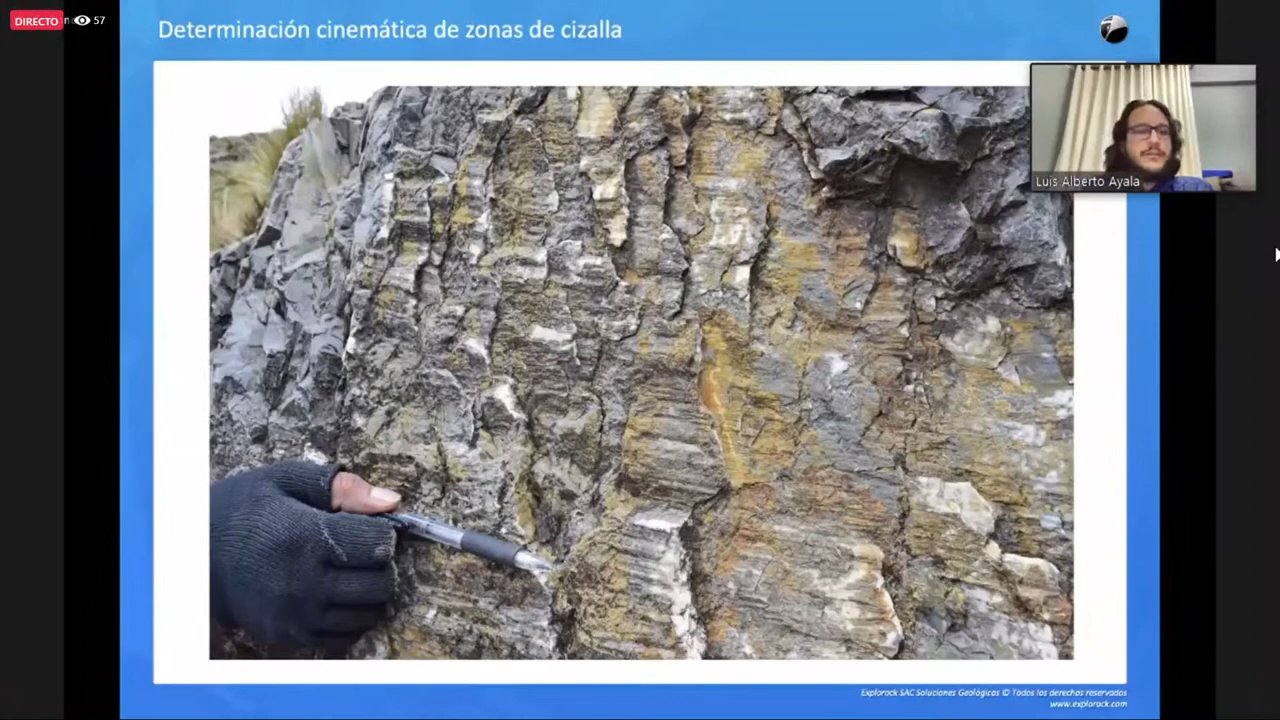 DIRECTO 57
Determinación cinemática de zonas de cizalla
Luis Alberto Ayala
Explorock SAC Soluciones Geológicas © Todos los derechos reservados
www.explorock.com